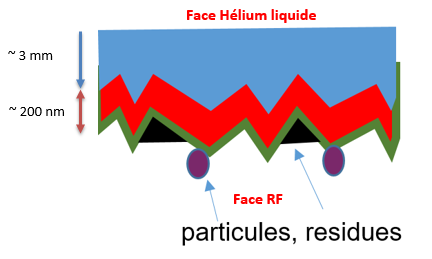 Face Hélium liquide
~ 3 mm
~ 200 nm
Face RF
particules, residues